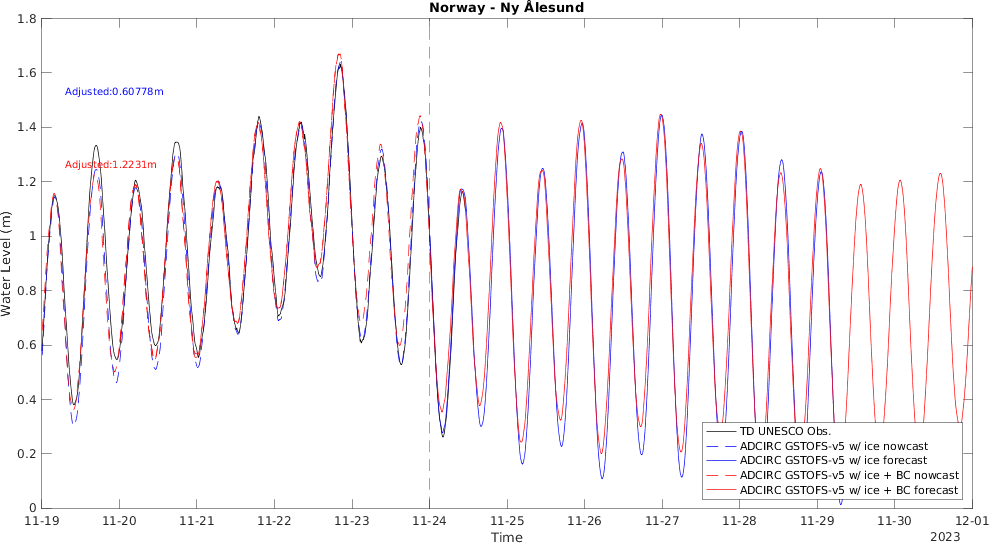 Norway - Ny Ålesund
1.8
1.6
1.4
1.2
1
0.8
0.6
0.4
0.2
0
Water Level (m)
Adjusted:0.60778m
Adjusted:1.2231m
TD UNESCO Obs.
ADCIRC GSTOFS-v5 w/ ice nowcast
ADCIRC GSTOFS-v5 w/ ice forecast
ADCIRC GSTOFS-v5 w/ ice + BC nowcast
ADCIRC GSTOFS-v5 w/ ice + BC forecast
11-19 11-20 11-21 11-22 11-23 11-24 11-25 11-26 11-27 11-28 11-29 11-30 12-01
Time
2023